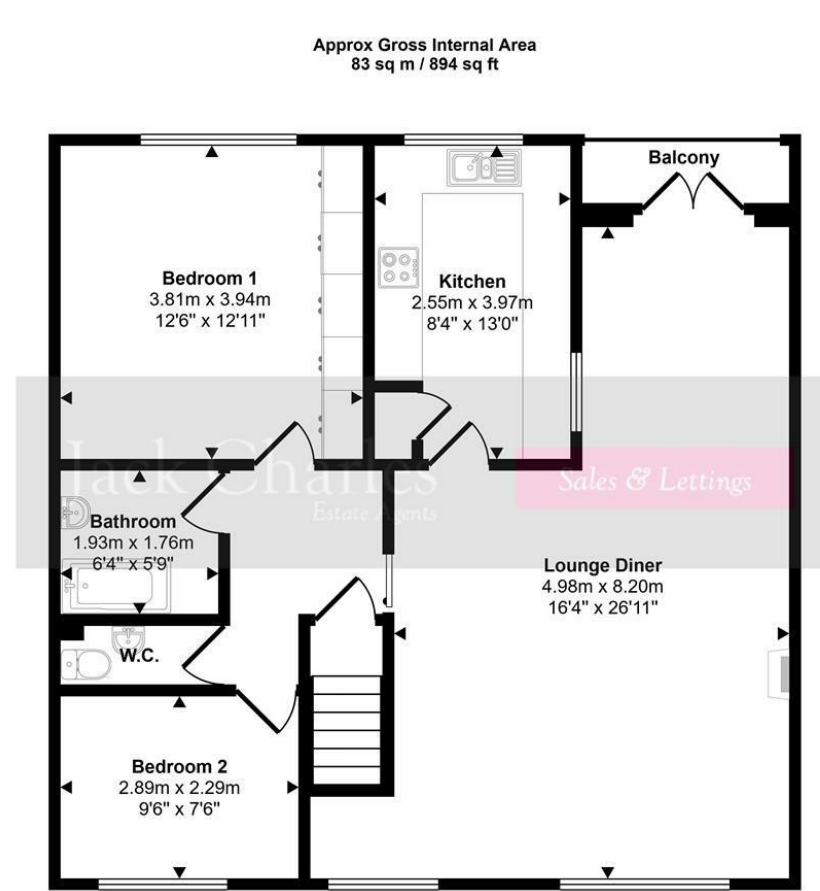 Approx Gross Internal Area
83 sq m / 894 sq ft
Balcony
Bedroom 1
3.81m x 3.94m
12'6" x 12'11"
Kitchen
2.55m x 3.97m
8'4" x 13'0"
Jack Charles
Estate Agents
Sales & Lettings
Bathroom
1.93m x 1.76m
6'4" x 5'9"
Lounge Diner
4.98m x 8.20m
16'4" x 26'11"
W.C.
Bedroom 2
2.89m x 2.29m
9'6" x 7'6"